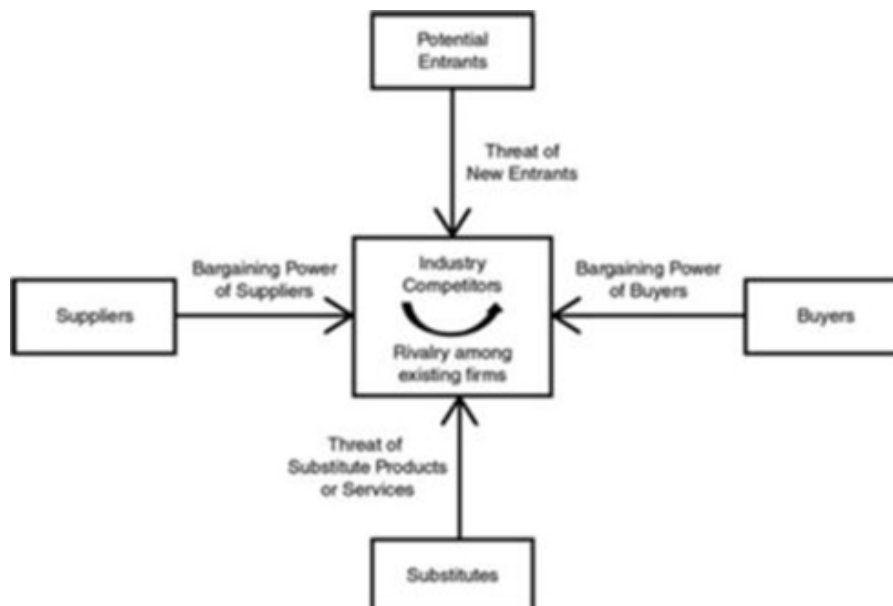 Potential
Entrants
Threat of
New Entrants
Bargaining Power
of Suppliers
Industry
Competitors
Bargaining Power
of Buyers
Suppliers
Buyers
Rivalry among
existing firms
Threat of
Substitute Products
or Services
Substitutes